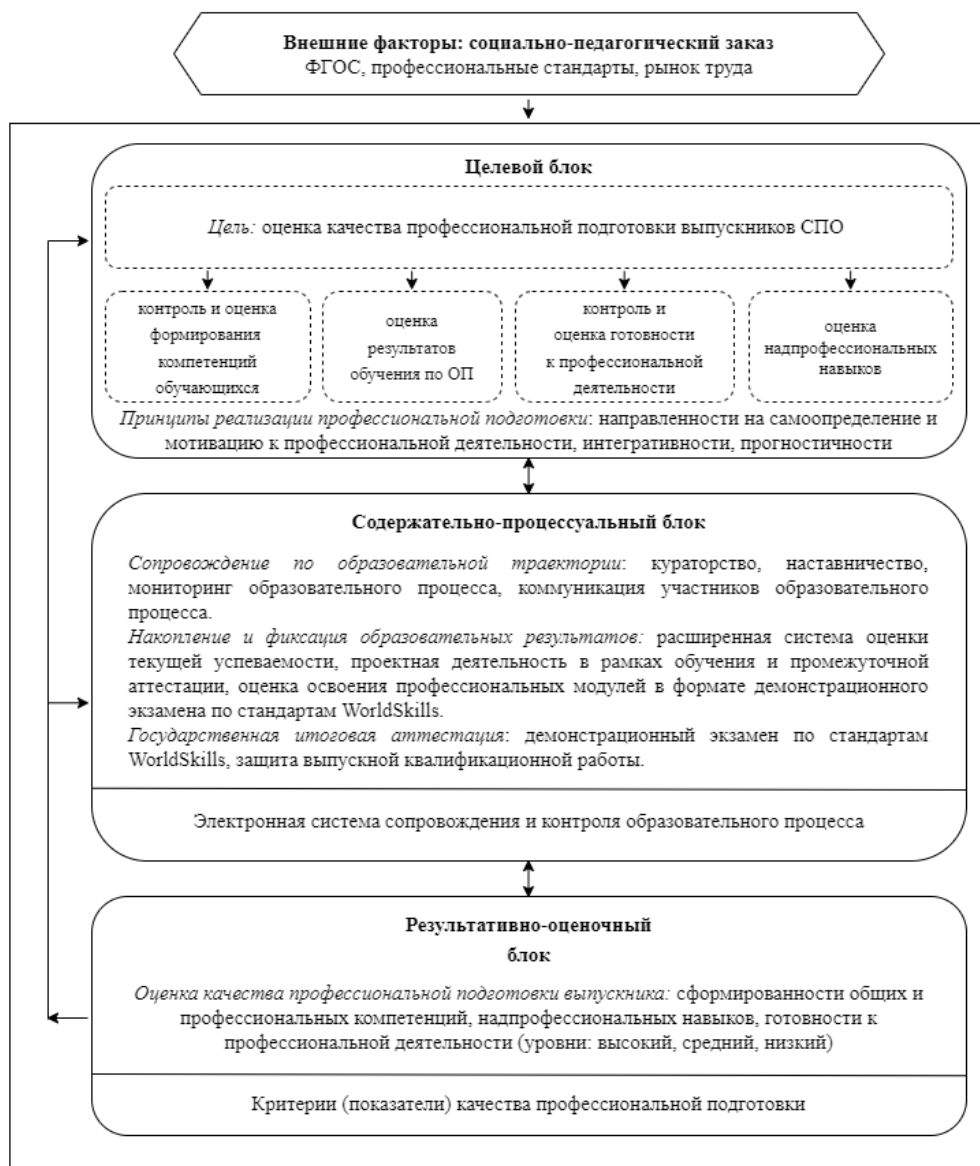 Внешние факторы: социально-педагогический заказ
ФГОС, профессиональные стандарты, рынок труда
Целевой блок
Цель: оценка качества профессиональной подготовки выпускников СПО
контроль и оценка
формирования
компетенций
обучающихся
оценка
результатов
обучения по ОП
контроль и
оценка готовности
к профессиональной
деятельности
оценка
надпрофессиональных
навыков
Принципы реализации профессиональной подготовки: направленности на самоопределение и
мотивацию к профессиональной деятельности, интегративности, прогностичности
Содержательно-процессуальный блок
Сопровождение по образовательной траектории: кураторство, наставничество,
мониторинг образовательного процесса, коммуникация участников образовательного
процесса.
Накопление и фиксация образовательных результатов: расширенная система оценки
текущей успеваемости, проектная деятельность в рамках обучения и промежуточной
аттестации, оценка освоения профессиональных модулей в формате демонстрационного
экзамена по стандартам WorldSkills.
Государственная итоговая аттестация: демонстрационный экзамен по стандартам
WorldSkills, защита выпускной квалификационной работы.
Электронная система сопровождения и контроля образовательного процесса
Результативно-оценочный
блок
Оценка качества профессиональной подготовки выпускника: сформированности общих и
профессиональных компетенций, надпрофессиональных навыков, готовности к
профессиональной деятельности (уровни: высокий, средний, низкий)
Критерии (показатели) качества профессиональной подготовки